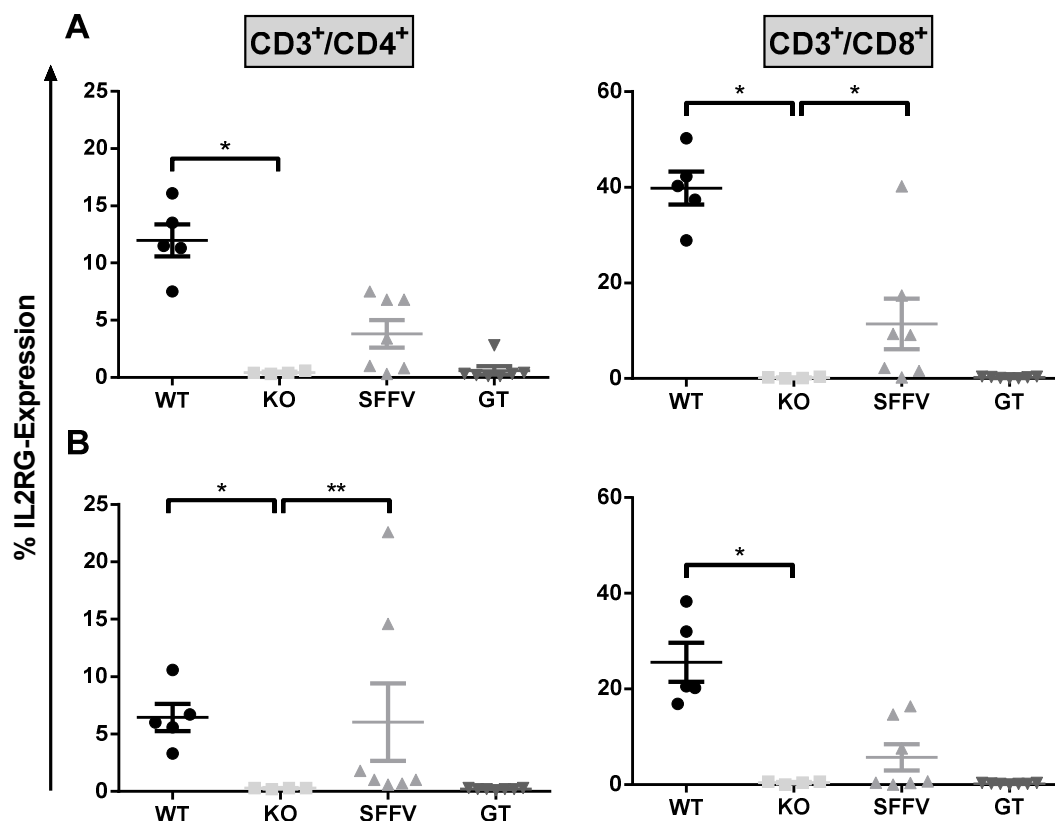 A
CD3⁺/CD4⁺
CD3⁺/CD8⁺
% IL2RG-Expression
25
20
15
10
5
0
*
WT KO SFFV GT
60
40
20
0
* *
WT KO SFFV GT
B
25
20
15
10
5
0
* **
WT KO SFFV GT
60
40
20
0
*
WT KO SFFV GT